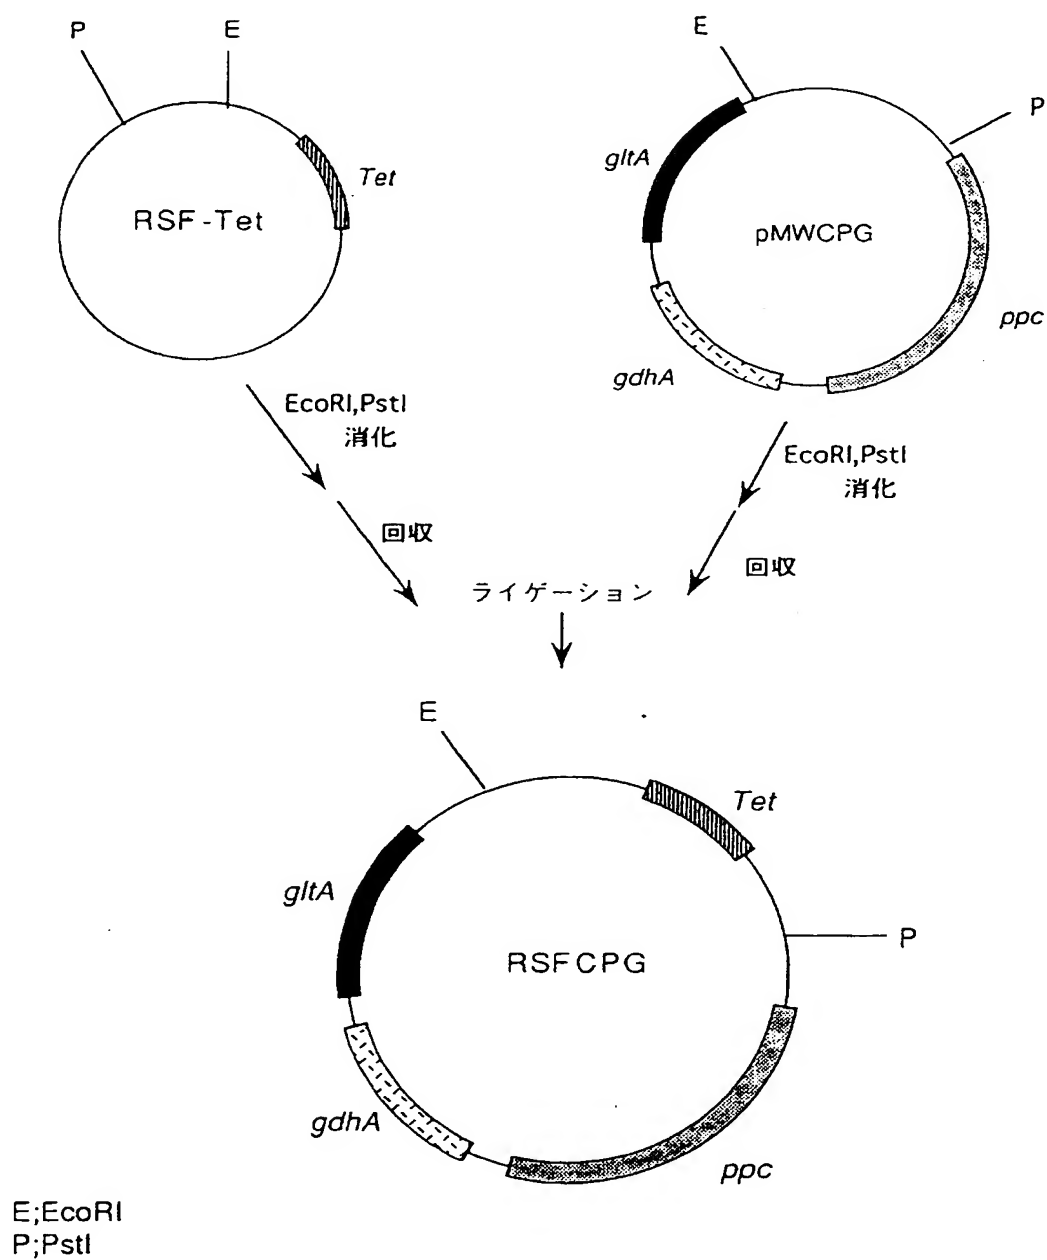 P
E
Tet
RSF-Tet
E
P
gltA
pMWCPG
ppc
gdhA
EcoRI,PstI
消化
回収
EcoRI,PstI
消化
回収
ライゲーション
E
Tet
gltA
P
RSFCPG
gdhA
ppc
E;EcoRI
P;PstI